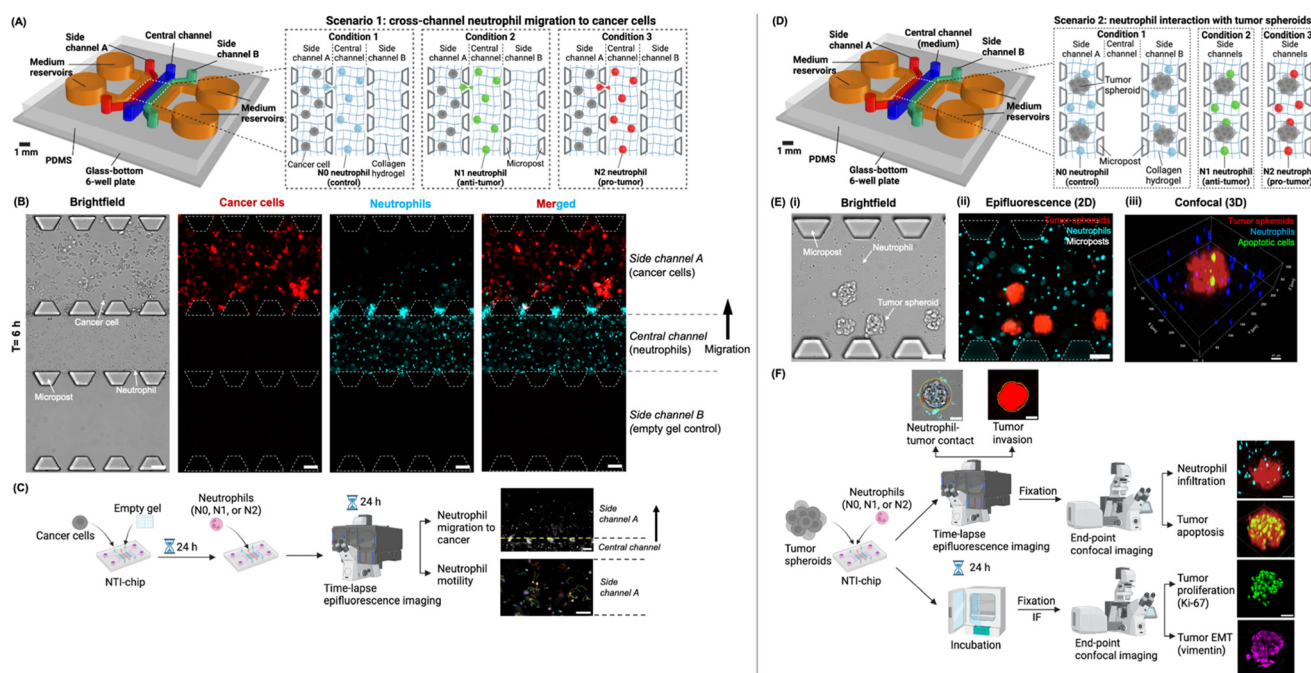 (A)
Scenario 1: cross-channel neutrophil migration to cancer cells
Side channel A
Central channel
Side channel B
Medium reservoirs
Medium reservoirs
1 mm
PDMS
Glass-bottom 6-well plate
Condition 1
Side channel A
Central channel
Side channel B
Condition 2
Side channel A
Central channel
Side channel B
Condition 3
Side channel A
Central channel
Side channel B
Cancer cell
N0 neutrophil (control)
Collagen hydrogel
N1 neutrophil (anti-tumor)
Micropost
N2 neutrophil (pro-tumor)
(B)
Brightfield
Cancer cells
Neutrophils
Merged
T= 6 h
Cancer cell
Micropost
Neutrophil
Side channel A (cancer cells)
Central channel (neutrophils)
Migration
Side channel B (empty gel control)
(C)
Cancer cells
Empty gel
NTI-chip
24 h
Neutrophils (N0, N1, or N2)
24 h
Time-lapse epifluorescence imaging
Neutrophil migration to cancer
Neutrophil motility
Side channel A
Central channel
Side channel A
(D)
Scenario 2: neutrophil interaction with tumor spheroids
Side channel A
Central channel (medium)
Side channel B
Medium reservoirs
Medium reservoirs
1 mm
PDMS
Glass-bottom 6-well plate
Condition 1
Side channel A
Central channel
Side channel B
Condition 2
Side channels
Condition 3
Side channels
Tumor spheroid
Micropost
N0 neutrophil (control)
Collagen hydrogel
N1 neutrophil (anti-tumor)
N2 neutrophil (pro-tumor)
(E) (i)
Brightfield
Micropost
Neutrophil
Tumor spheroid
(ii)
Epifluorescence (2D)
Tumor spheroids
Neutrophils
Microposts
(iii)
Confocal (3D)
Tumor spheroids
Neutrophils
Apoptotic cells
(F)
Neutrophil-tumor contact
Tumor invasion
Tumor spheroids
Neutrophils (N0, N1, or N2)
NTI-chip
Time-lapse epifluorescence imaging
24 h
Fixation
End-point confocal imaging
Neutrophil infiltration
Tumor apoptosis
Incubation
Fixation
IF
End-point confocal imaging
Tumor proliferation (Ki-67)
Tumor EMT (vimentin)